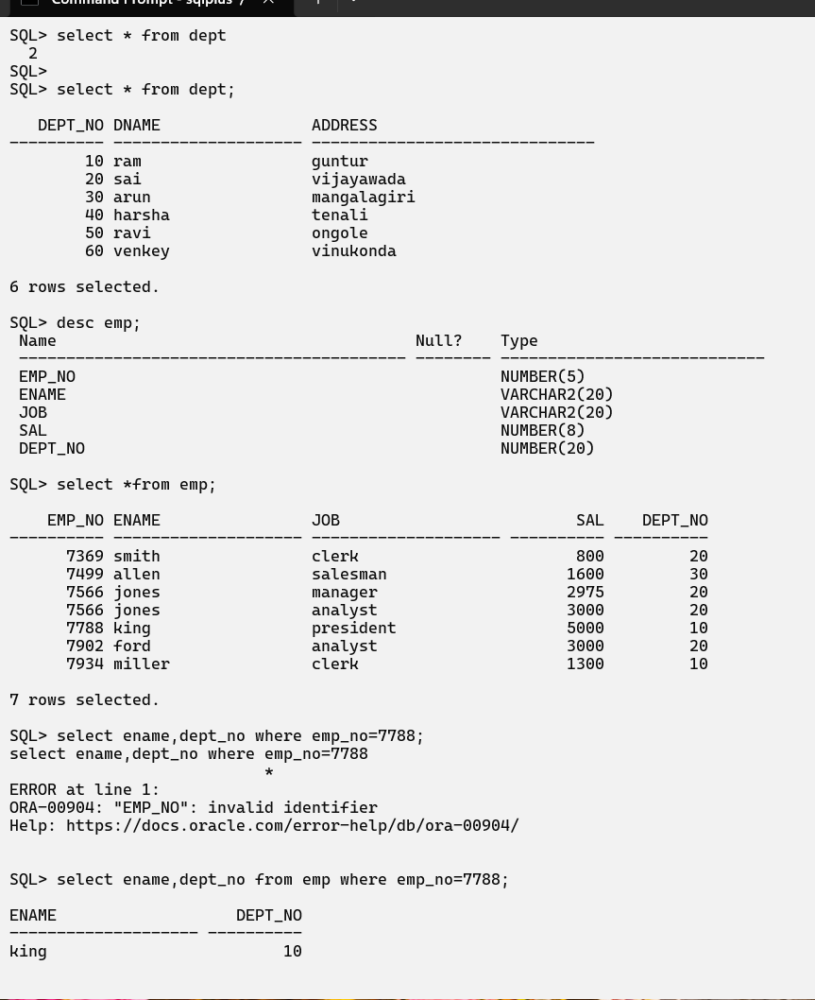 Command Prompt - sqlplus /
SQL> select * from dept
  2
SQL>
SQL> select * from dept;

   DEPT_NO DNAME                ADDRESS
---------- -------------------- ------------------------------
        10 ram                  guntur
        20 sai                  vijayawada
        30 arun                 mangalagiri
        40 harsha               tenali
        50 ravi                 ongole
        60 venkey               vinukonda

6 rows selected.

SQL> desc emp;
 Name                                      Null?    Type
 ----------------------------------------- -------- ----------------------------
 EMP_NO                                             NUMBER(5)
 ENAME                                              VARCHAR2(20)
 JOB                                                VARCHAR2(20)
 SAL                                                NUMBER(8)
 DEPT_NO                                            NUMBER(20)

SQL> select *from emp;

    EMP_NO ENAME                JOB                         SAL    DEPT_NO
---------- -------------------- -------------------- ---------- ----------
      7369 smith                clerk                       800         20
      7499 allen                salesman                   1600         30
      7566 jones                manager                    2975         20
      7566 jones                analyst                    3000         20
      7788 king                 president                  5000         10
      7902 ford                 analyst                    3000         20
      7934 miller               clerk                      1300         10

7 rows selected.

SQL> select ename,dept_no where emp_no=7788;
select ename,dept_no where emp_no=7788
                           *
ERROR at line 1:
ORA-00904: "EMP_NO": invalid identifier
Help: https://docs.oracle.com/error-help/db/ora-00904/


SQL> select ename,dept_no from emp where emp_no=7788;

ENAME                   DEPT_NO
-------------------- ----------
king                         10